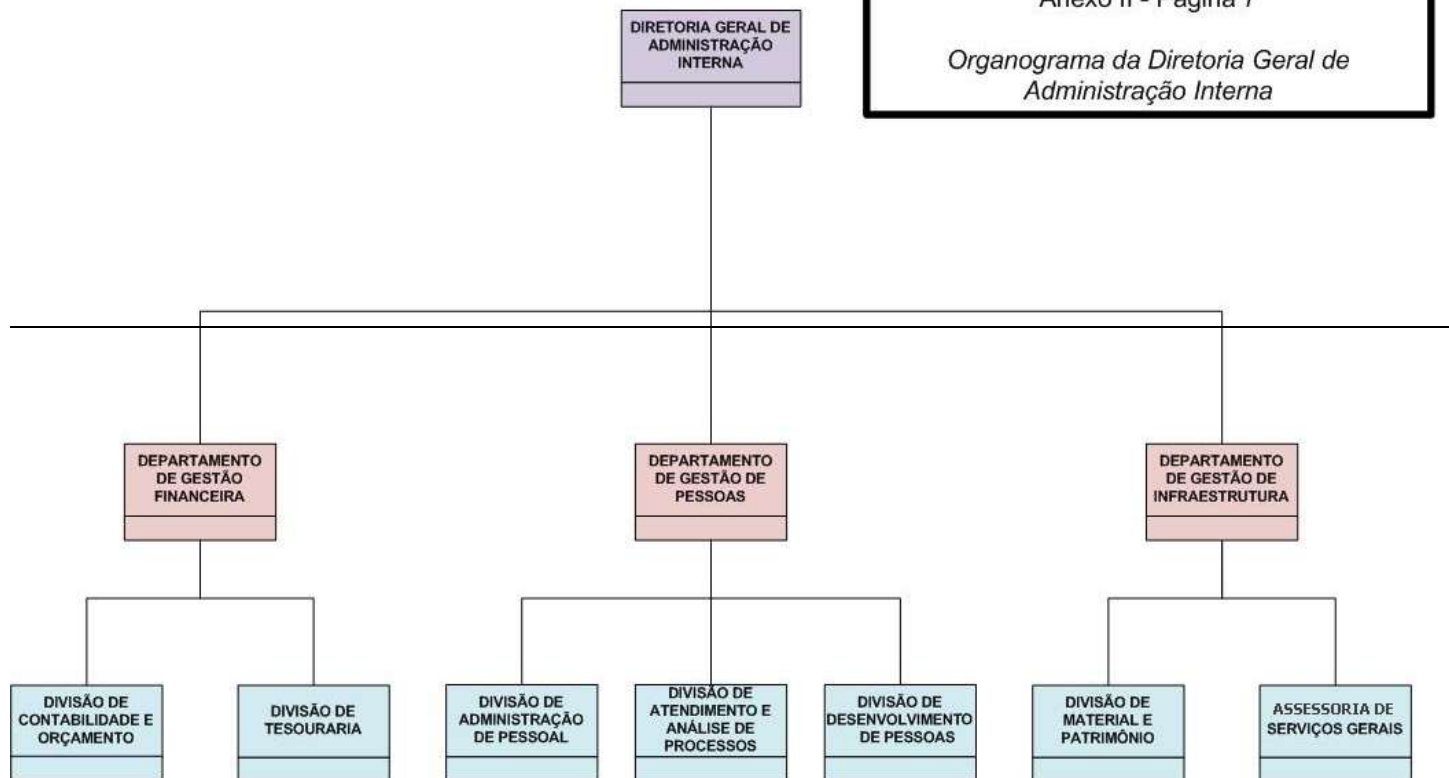 Anexo II - Página 7
Organograma da Diretoria Geral de
Administração Interna
DIRETORIA GERAL DE
ADMINISTRAÇÃO
INTERNA
DEPARTAMENTO
DE GESTÃO
FINANCEIRA
DEPARTAMENTO
DE GESTÃO DE
PESSOAS
DEPARTAMENTO
DE GESTÃO DE
INFRAESTRUTURA
DIVISÃO DE
CONTABILIDADE E
ORÇAMENTO
DIVISÃO DE
TESOURARIA
DIVISÃO DE
ADMINISTRAÇÃO
DE PESSOAL
DIVISÃO DE
ATENDIMENTO E
ANÁLISE DE
PROCESSOS
DIVISÃO DE
DESENVOLVIMENTO
DE PESSOAS
DIVISÃO DE
MATERIAL E
PATRIMÔNIO
ASSESSORIA DE
SERVIÇOS GERAIS